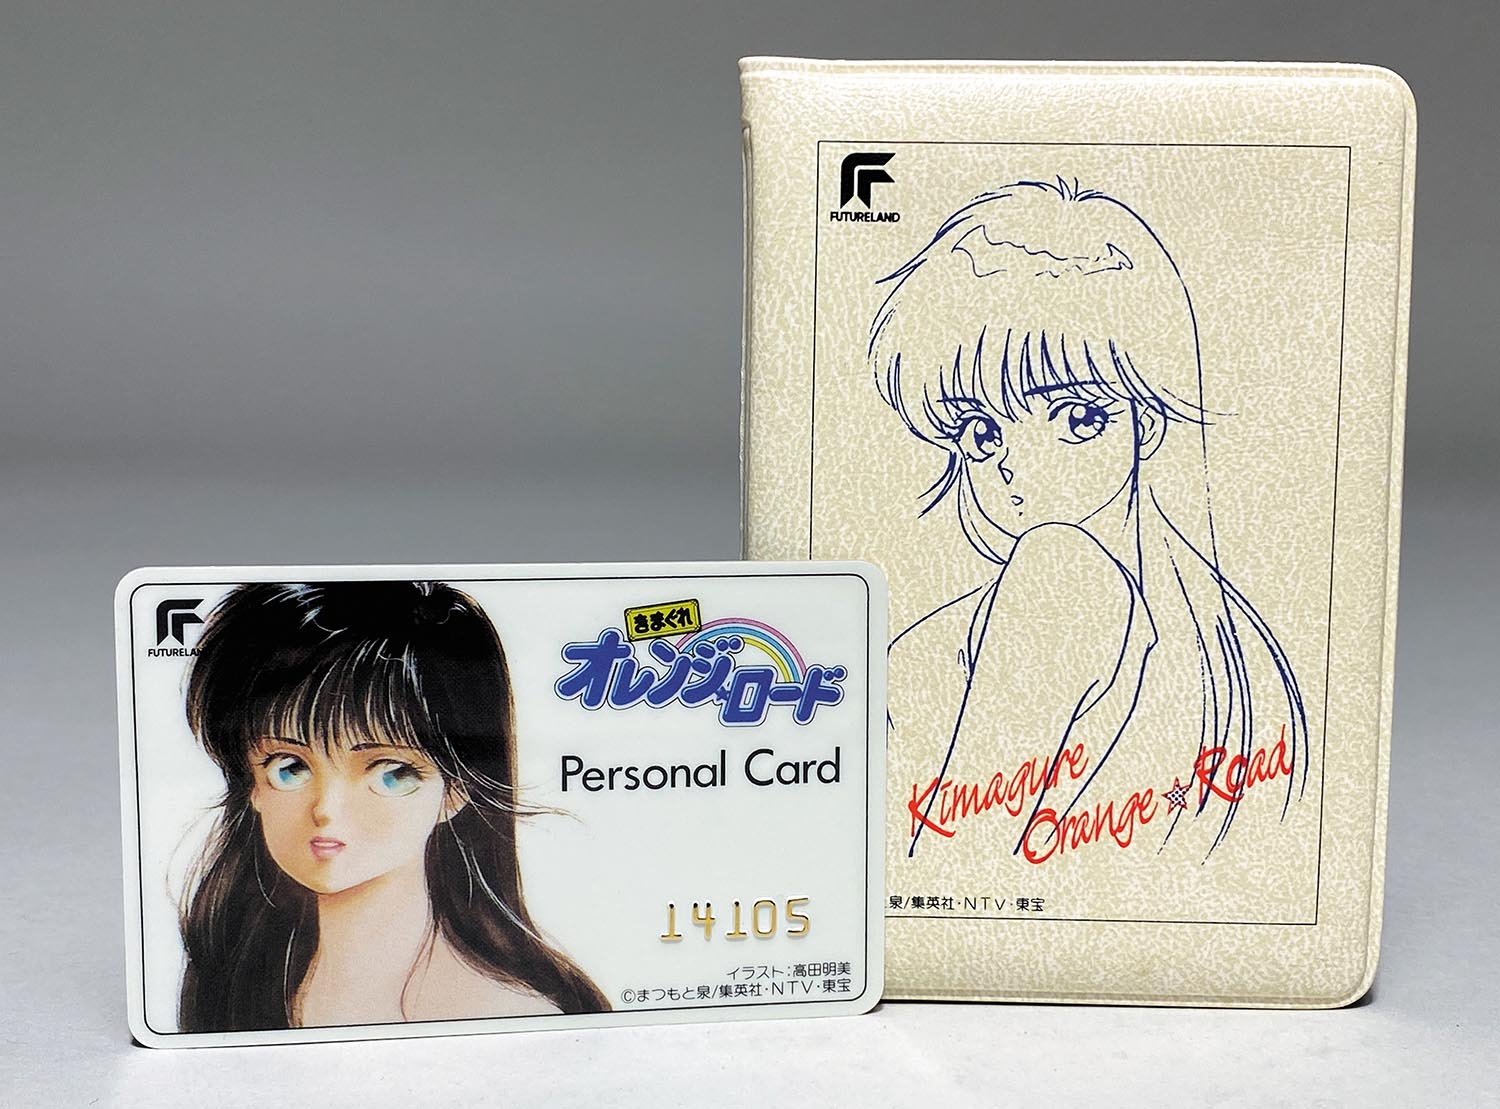 FUTURELAND
Kimagure
Orange☆Road
泉/集英社・NTV・東宝
FUTURELAND
きまぐれ
オレンジ☆ロード
Personal Card
14105
イラスト:高田明美
©まつもと泉/集英社・NTV・東宝